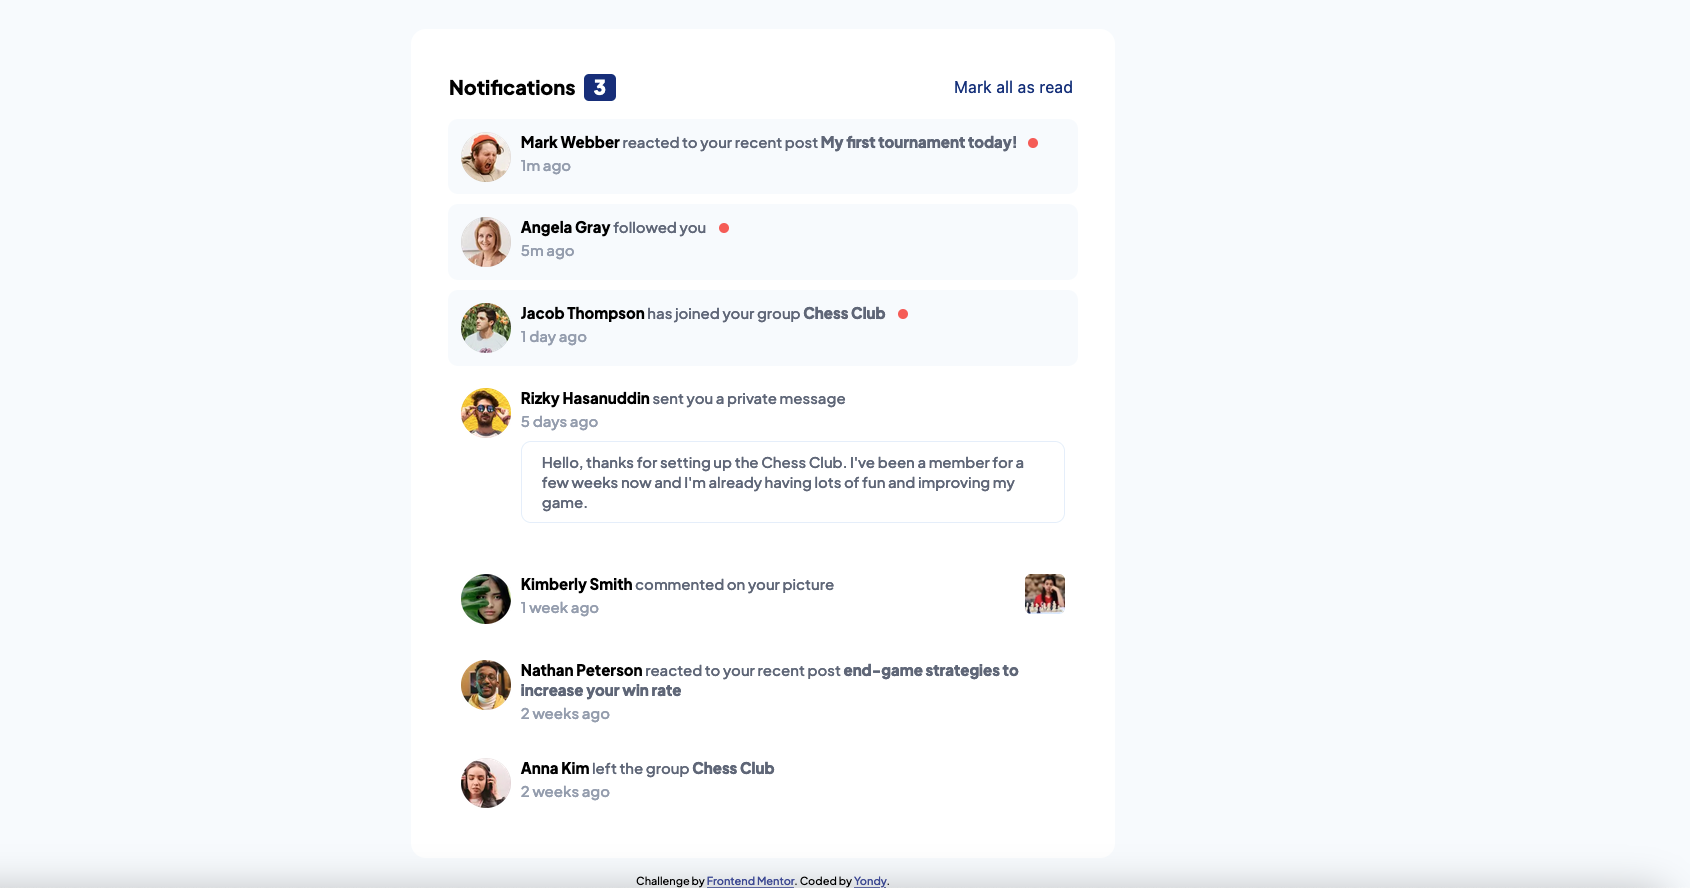 Notifications 3
Mark all as read
Mark Webber reacted to your recent post My first tournament today!
1m ago
Angela Gray followed you
5m ago
Jacob Thompson has joined your group Chess Club
1 day ago
Rizky Hasanuddin sent you a private message
5 days ago
Hello, thanks for setting up the Chess Club. I've been a member for a
few weeks now and I'm already having lots of fun and improving my
game.
Kimberly Smith commented on your picture
1 week ago
Nathan Peterson reacted to your recent post end-game strategies to
increase your win rate
2 weeks ago
Anna Kim left the group Chess Club
2 weeks ago
Challenge by Frontend Mentor. Coded by Yondy.